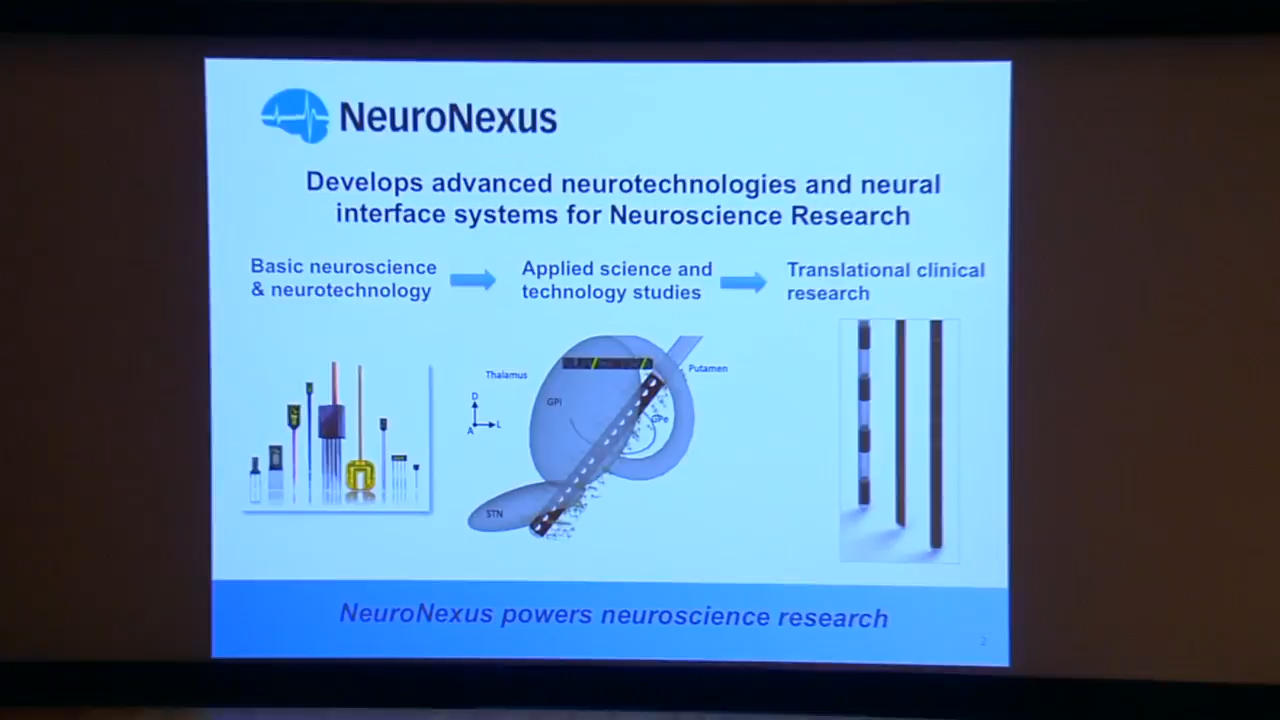 NeuroNexus
Develops advanced neurotechnologies and neural
interface systems for Neuroscience Research
Basic neuroscience
& neurotechnology
Applied science and
technology studies
Translational clinical
research
Thalamus
Putamen
D
GPi
A
L
GPe
STN
NeuroNexus powers neuroscience research
2